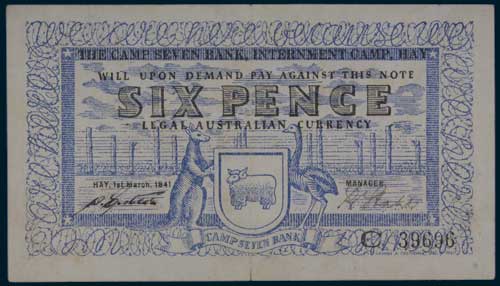 THE CAMP SEVEN BANK, INTERNMENT CAMP, HAY
WILL UPON DEMAND PAY AGAINST THIS NOTE
SIX PENCE
LEGAL AUSTRALIAN CURRENCY
HAY, 1st March, 1941
MANAGER
CAMP SEVEN BANK
C. 39696